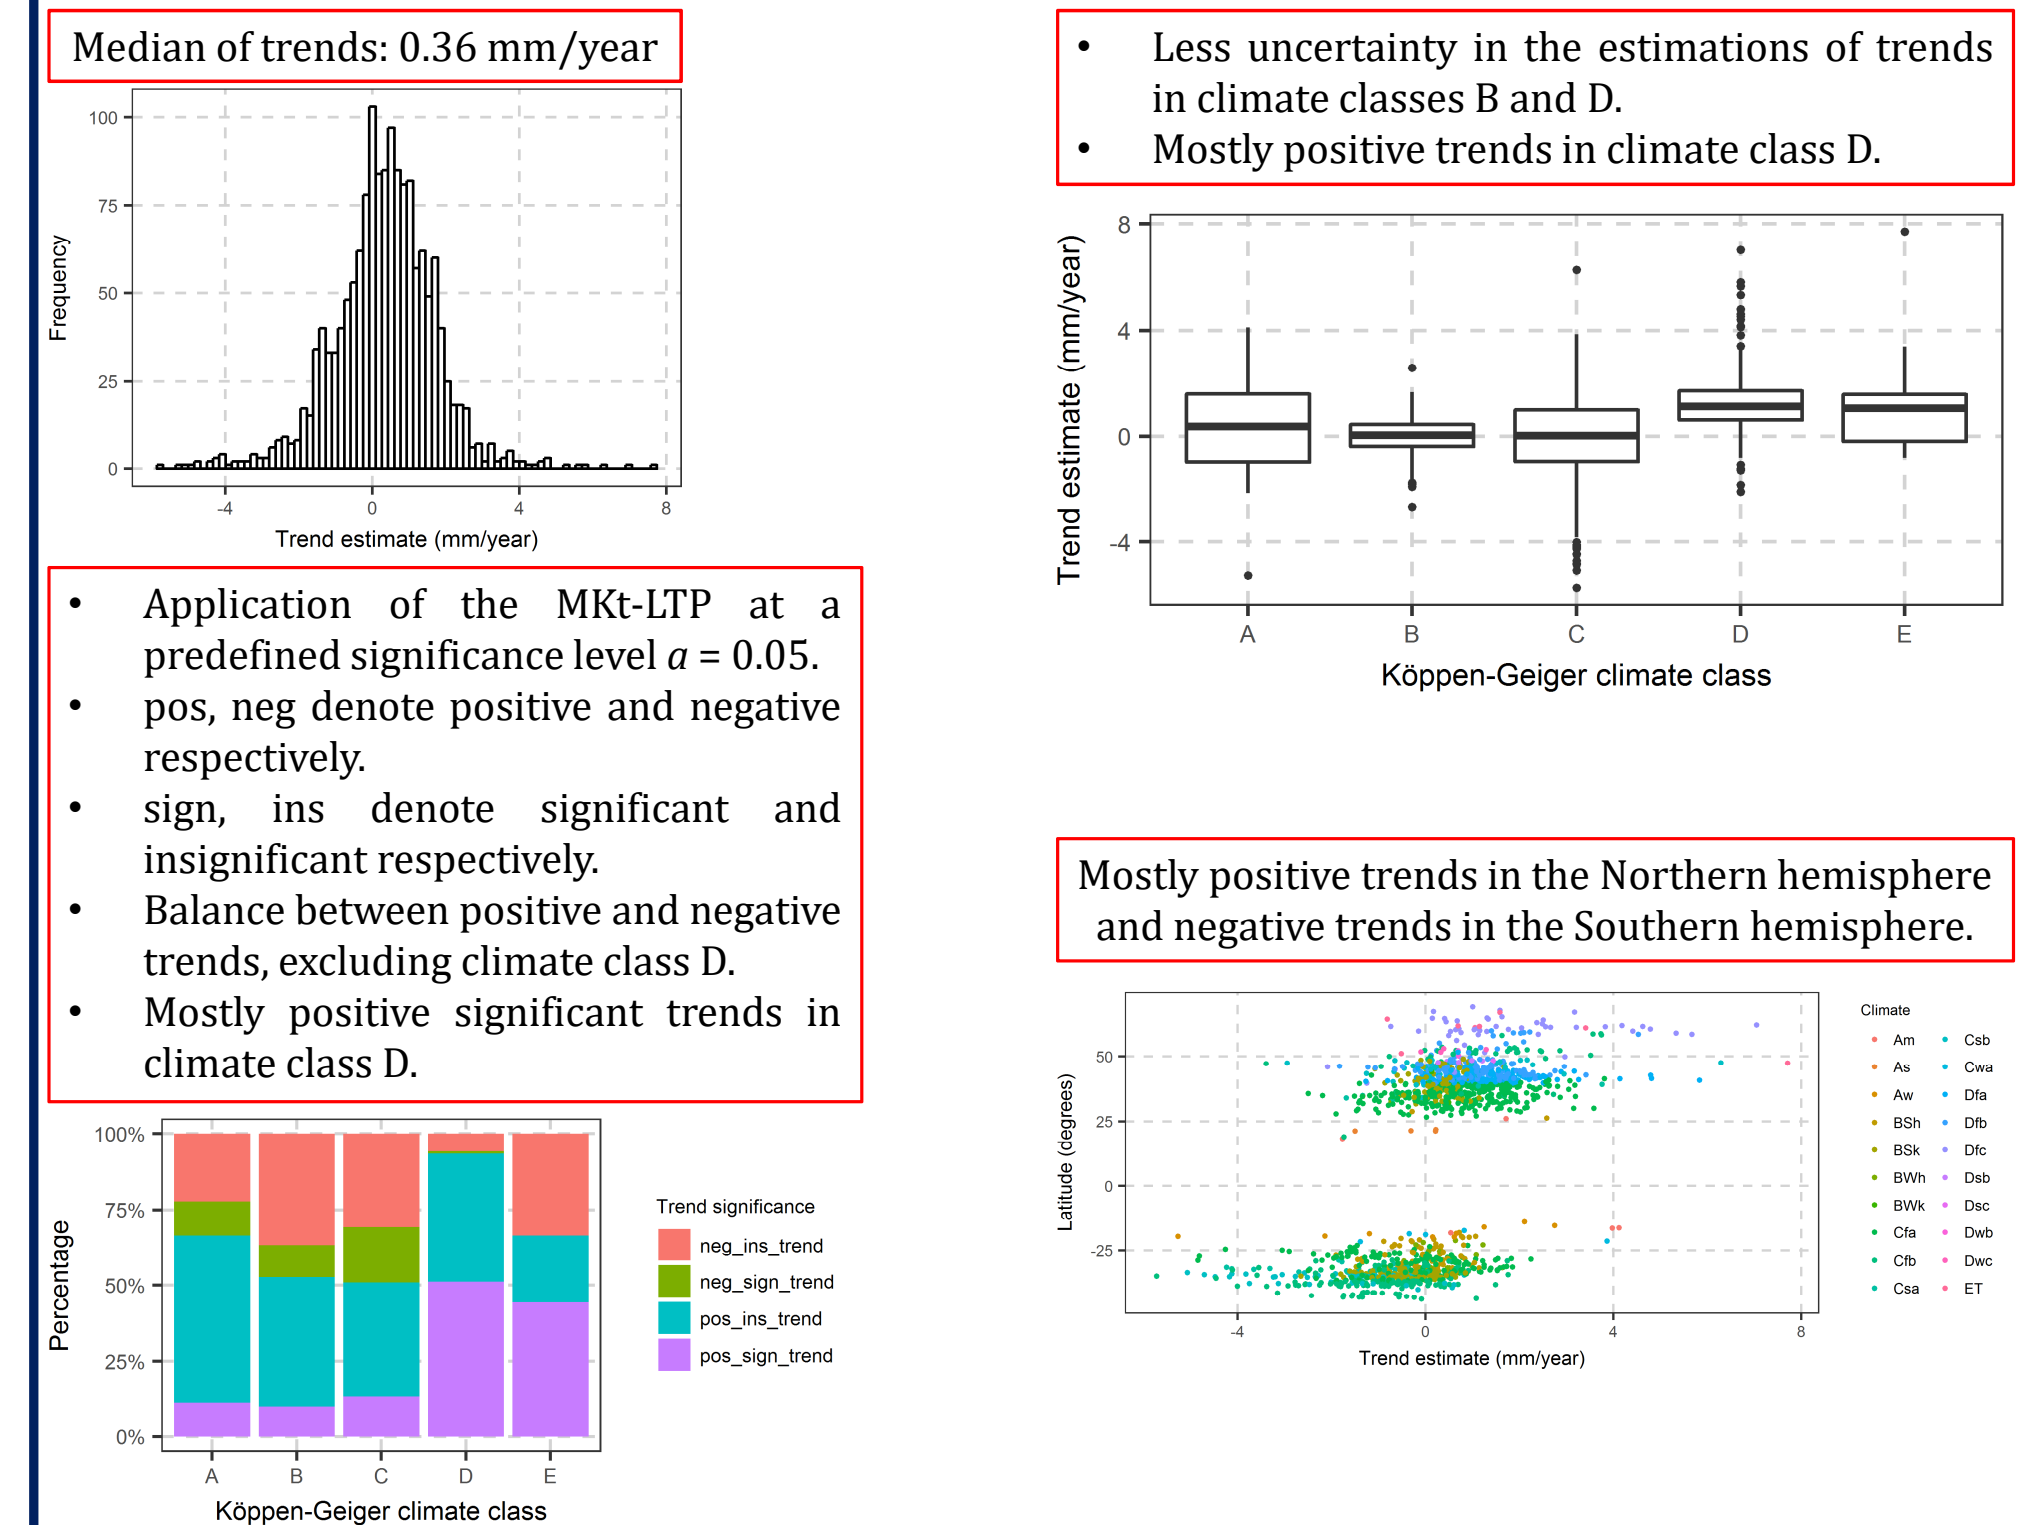 Median of trends: 0.36 mm/year
100
75
50
25
0
Frequency
-4
0
4
8
Trend estimate (mm/year)
• Application of the MKt-LTP at a
predefined significance level a = 0.05.
• pos, neg denote positive and negative
respectively.
• sign, ins denote significant and
insignificant respectively.
• Balance between positive and negative
trends, excluding climate class D.
• Mostly positive significant trends in
climate class D.
100%
75%
50%
25%
0%
Percentage
A
B
C
D
E
Köppen-Geiger climate class
Trend significance
neg_ins_trend
neg_sign_trend
pos_ins_trend
pos_sign_trend
• Less uncertainty in the estimations of trends
in climate classes B and D.
• Mostly positive trends in climate class D.
8
4
0
-4
Trend estimate (mm/year)
A
B
C
D
E
Köppen-Geiger climate class
Mostly positive trends in the Northern hemisphere
and negative trends in the Southern hemisphere.
50
25
0
-25
Latitude (degrees)
-4
0
4
8
Trend estimate (mm/year)
Climate
Am
As
Aw
BSh
BSk
BWh
BWk
Cfa
Cfb
Csa
Csb
Cwa
Dfa
Dfb
Dfc
Dsb
Dsc
Dwb
Dwc
ET